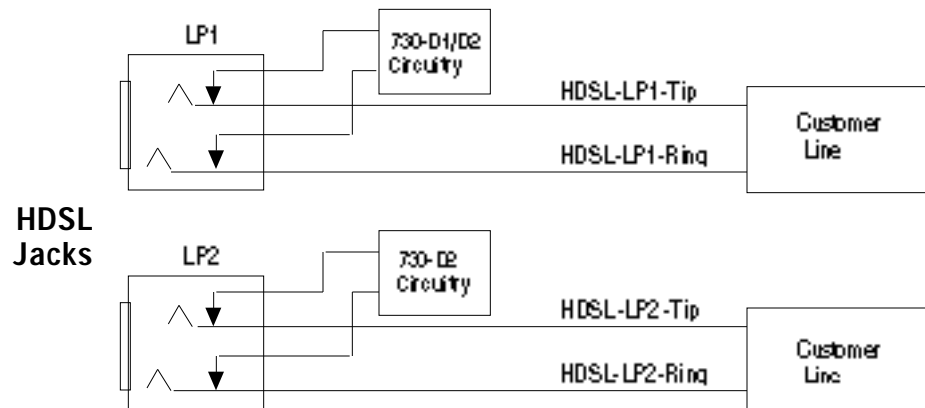 LP1
730-D1/D2
Circuitry
HDSL-LP1-Tip
Customer
Line
HDSL-LP1-Ring
HDSL
Jacks
LP2
730-D2
Circuitry
HDSL-LP2-Tip
Customer
Line
HDSL-LP2-Ring